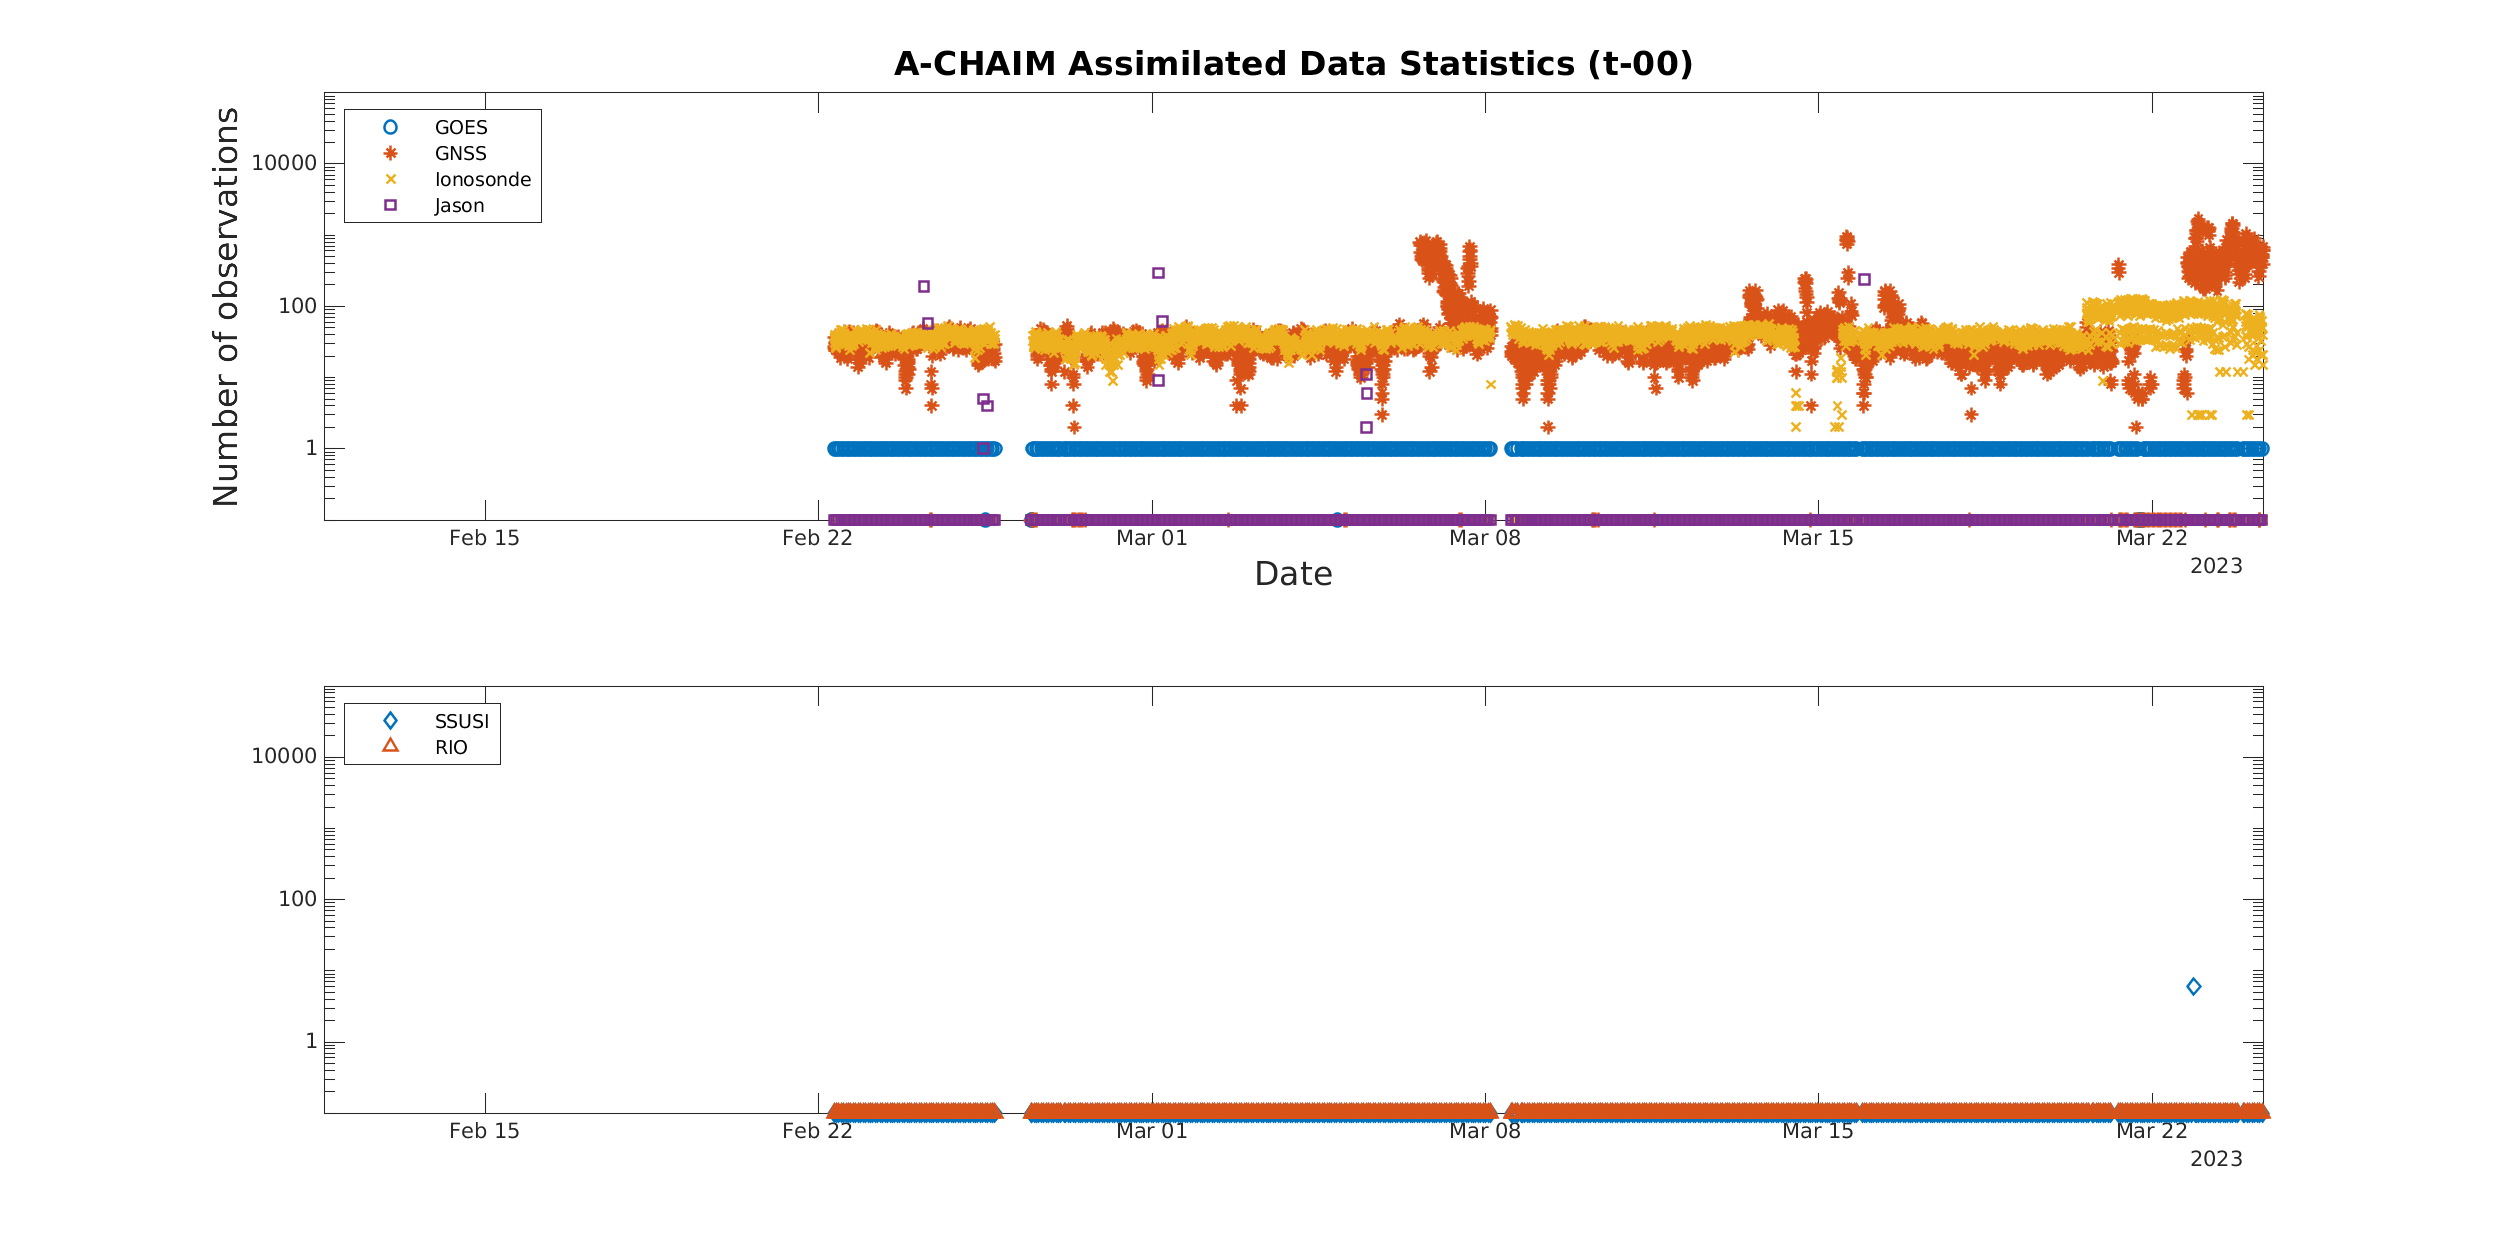 A-CHAIM Assimilated Data Statistics (t-00)
Number of observations
10000
100
1
GOES
GNSS
Ionosonde
Jason
Feb 15
Feb 22
Mar 01
Mar 08
Mar 15
Mar 22
2023
Date
10000
100
1
SSUSI
RIO
Feb 15
Feb 22
Mar 01
Mar 08
Mar 15
Mar 22
2023